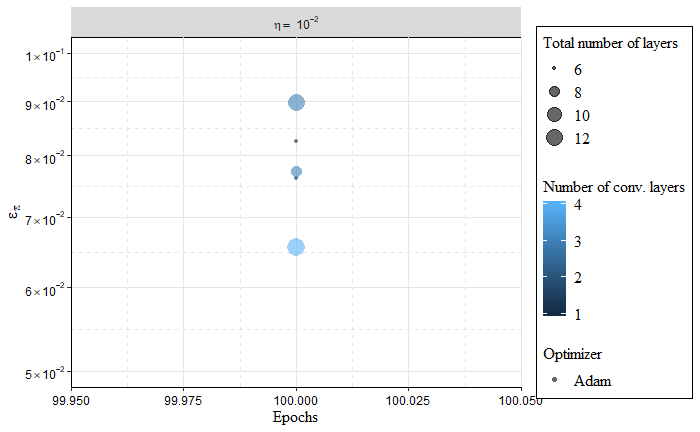 η = 10⁻²
1×10⁻¹
9×10⁻²
8×10⁻²
7×10⁻²
6×10⁻²
5×10⁻²
ε_π
99.950
99.975
100.000
100.025
100.050
Epochs
Total number of layers
6
8
10
12
Number of conv. layers
4
3
2
1
Optimizer
Adam